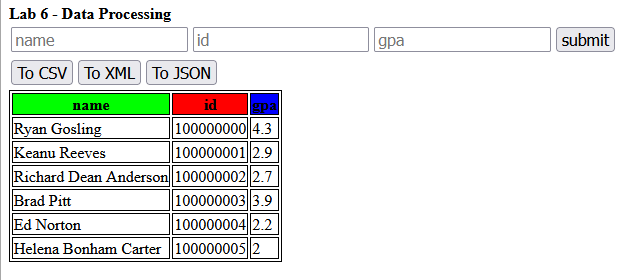 Lab 6 - Data Processing
name id gpa submit
To CSV To XML To JSON
name id gpa
Ryan Gosling 100000000 4.3
Keanu Reeves 100000001 2.9
Richard Dean Anderson 100000002 2.7
Brad Pitt 100000003 3.9
Ed Norton 100000004 2.2
Helena Bonham Carter 100000005 2